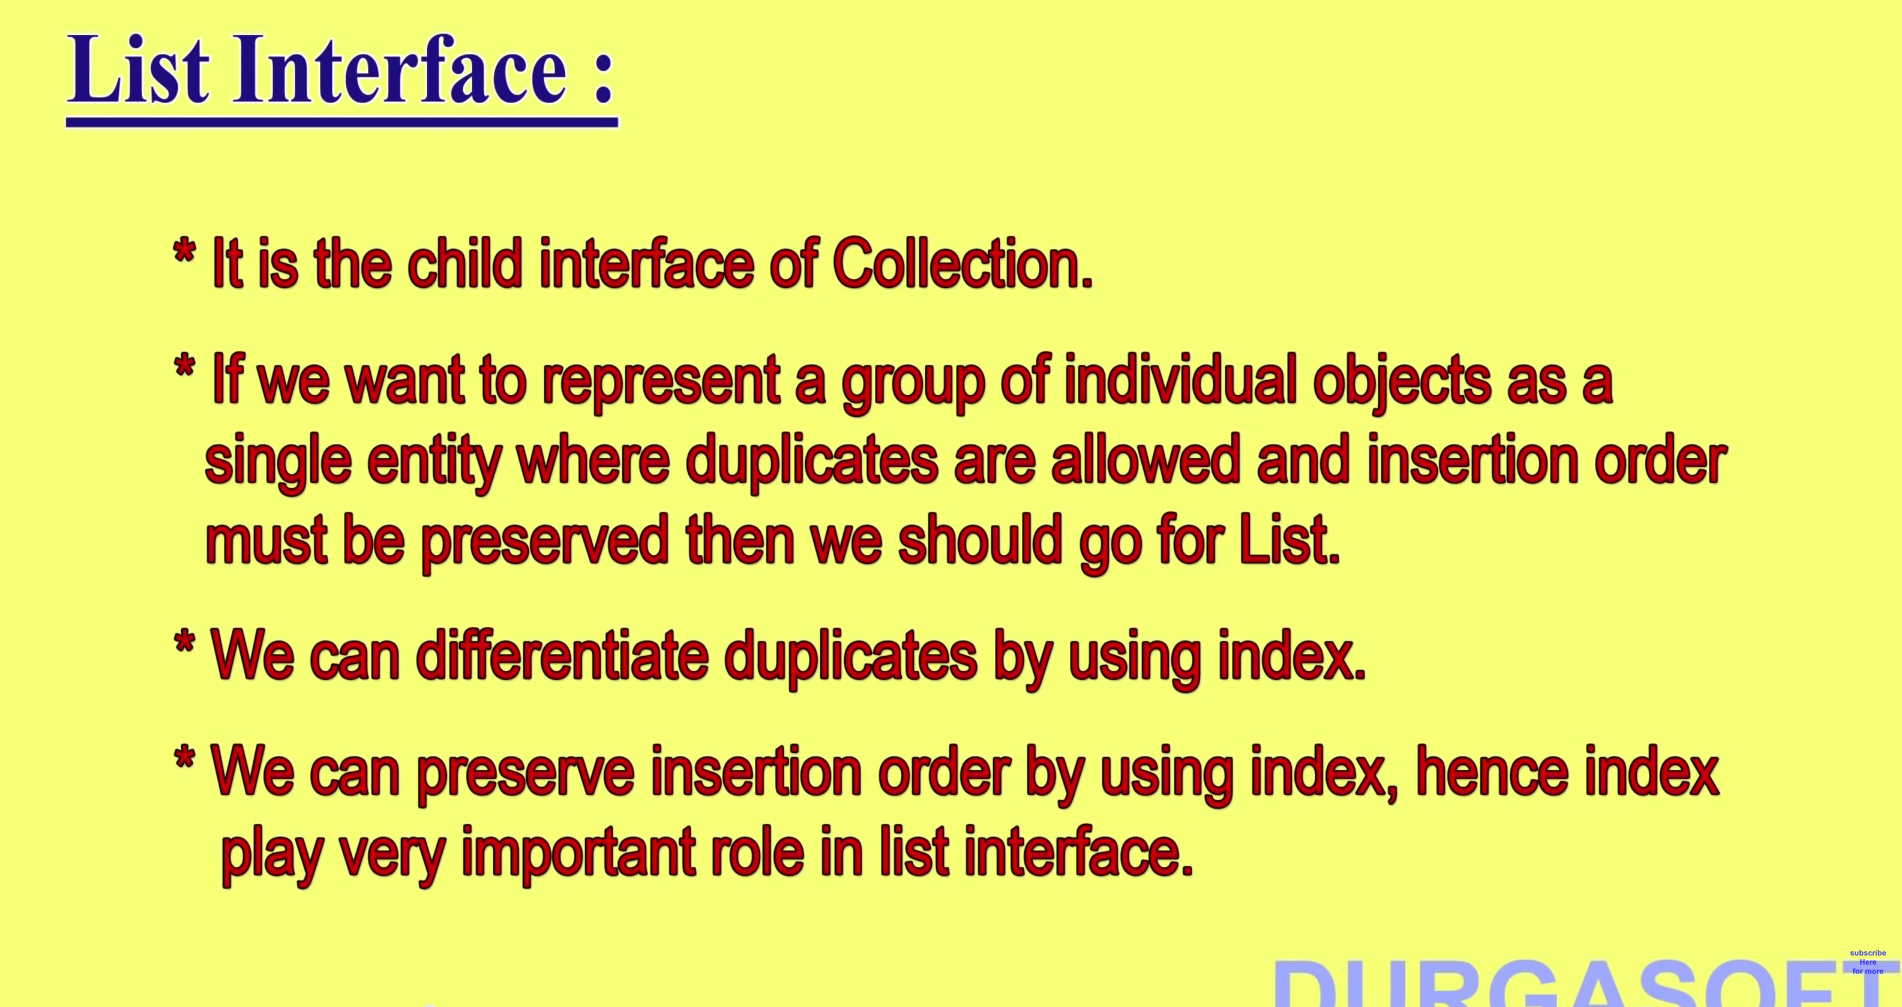 List Interface :
* It is the child interface of Collection.
* If we want to represent a group of individual objects as a
single entity where duplicates are allowed and insertion order
must be preserved then we should go for List.
* We can differentiate duplicates by using index.
* We can preserve insertion order by using index, hence index
play very important role in list interface.
DURGASOFT
subscribe
Here
for more